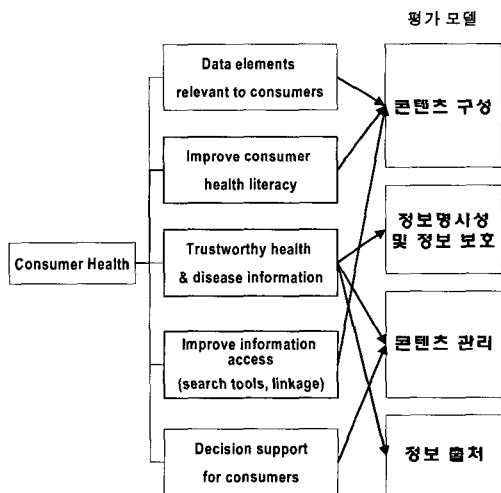 평가 모델
Data elements
relevant to consumers
콘텐츠 구성
Improve consumer
health literacy
정보명시성
및 정보 보호
Consumer Health
Trustworthy health
& disease information
콘텐츠 관리
Improve information
access
(search tools, linkage)
정보 출처
Decision support
for consumers